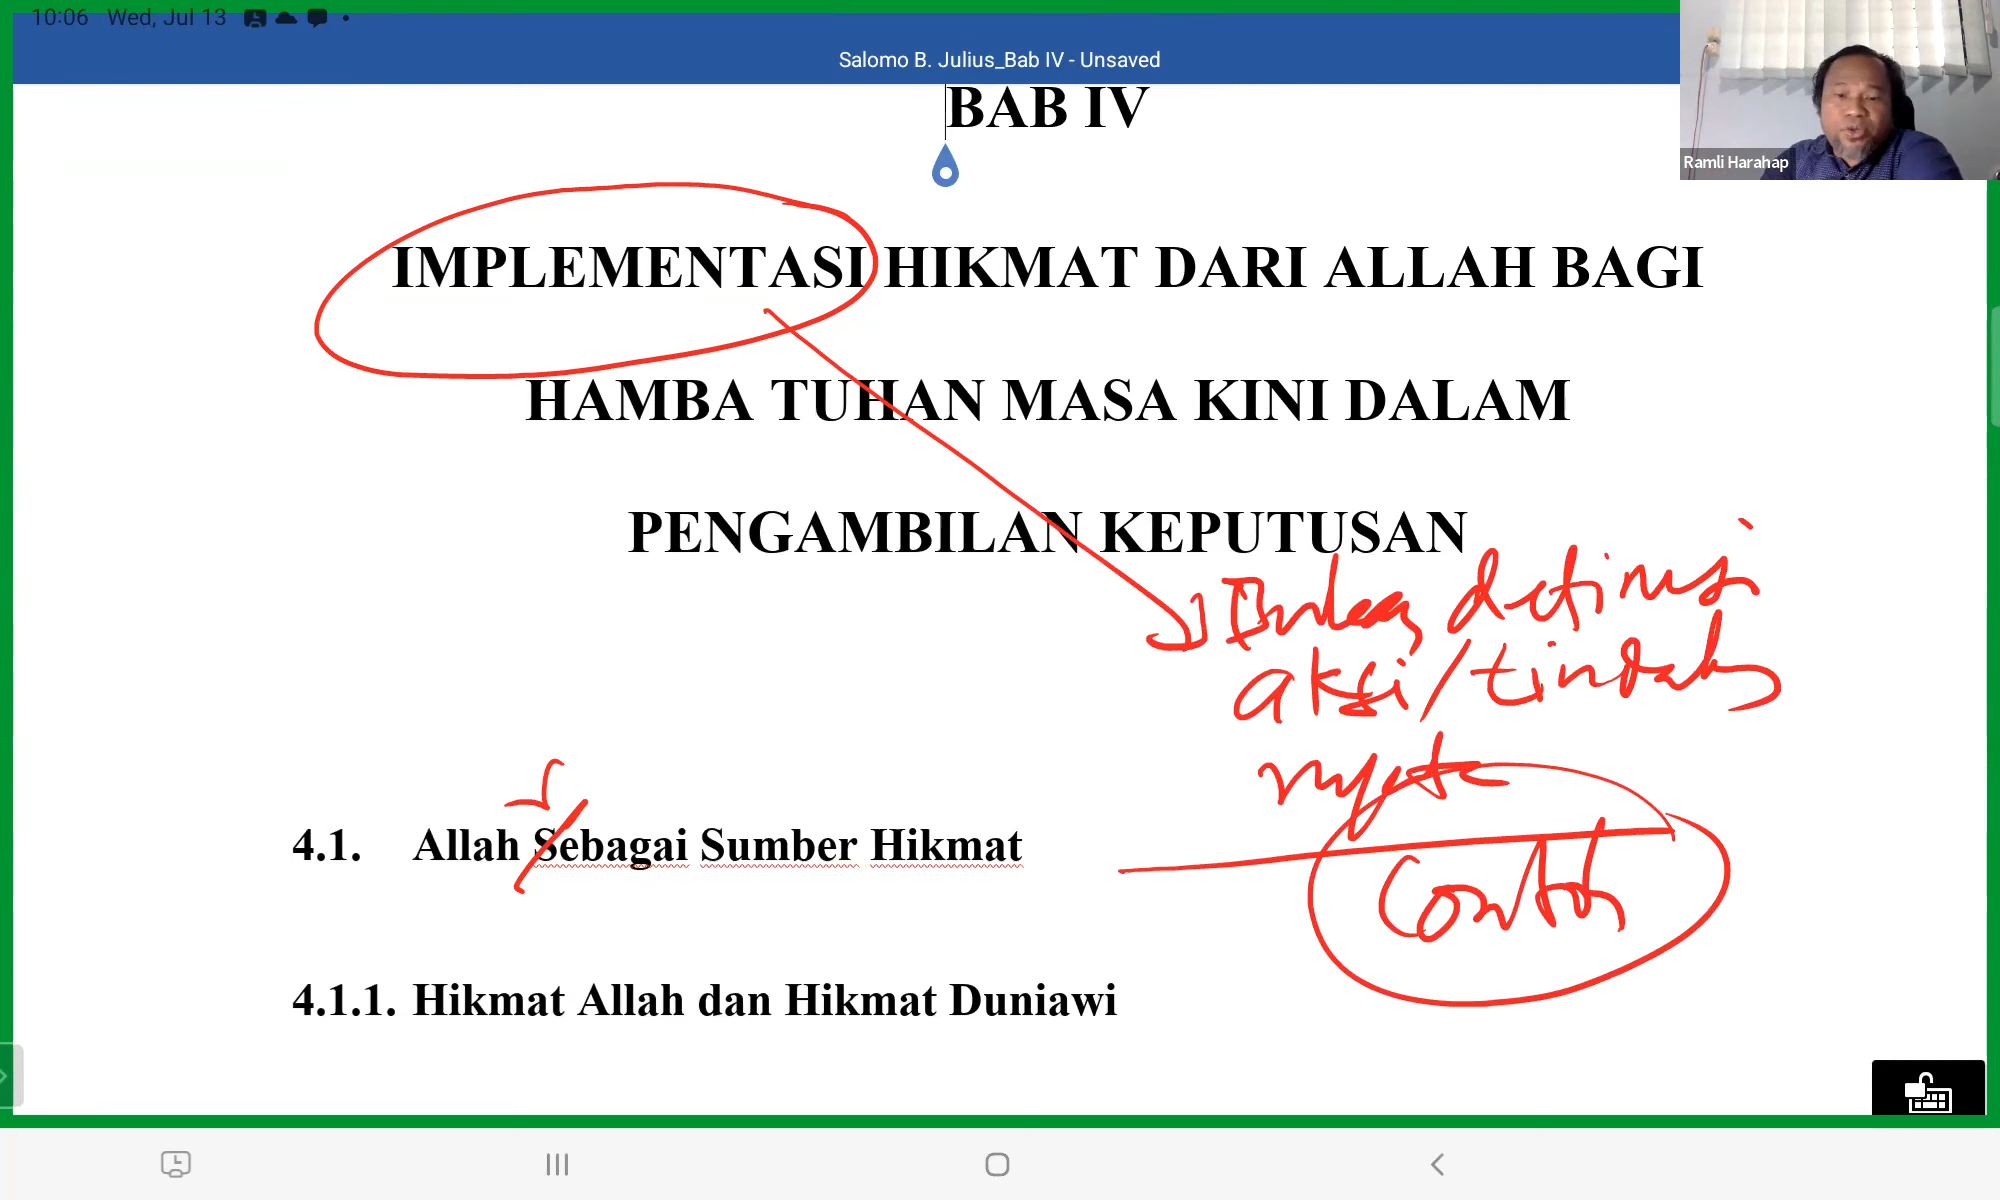 10:06 Wed, Jul 13
Salomo B. Julius_Bab IV - Unsaved
Ramli Harahap
BAB IV
IMPLEMENTASI HIKMAT DARI ALLAH BAGI
HAMBA TUHAN MASA KINI DALAM
PENGAMBILAN KEPUTUSAN
Bukan definisi
aksi/tindakan
nyata
Contoh
s
4.1. Allah Sebagai Sumber Hikmat
4.1.1. Hikmat Allah dan Hikmat Duniawi